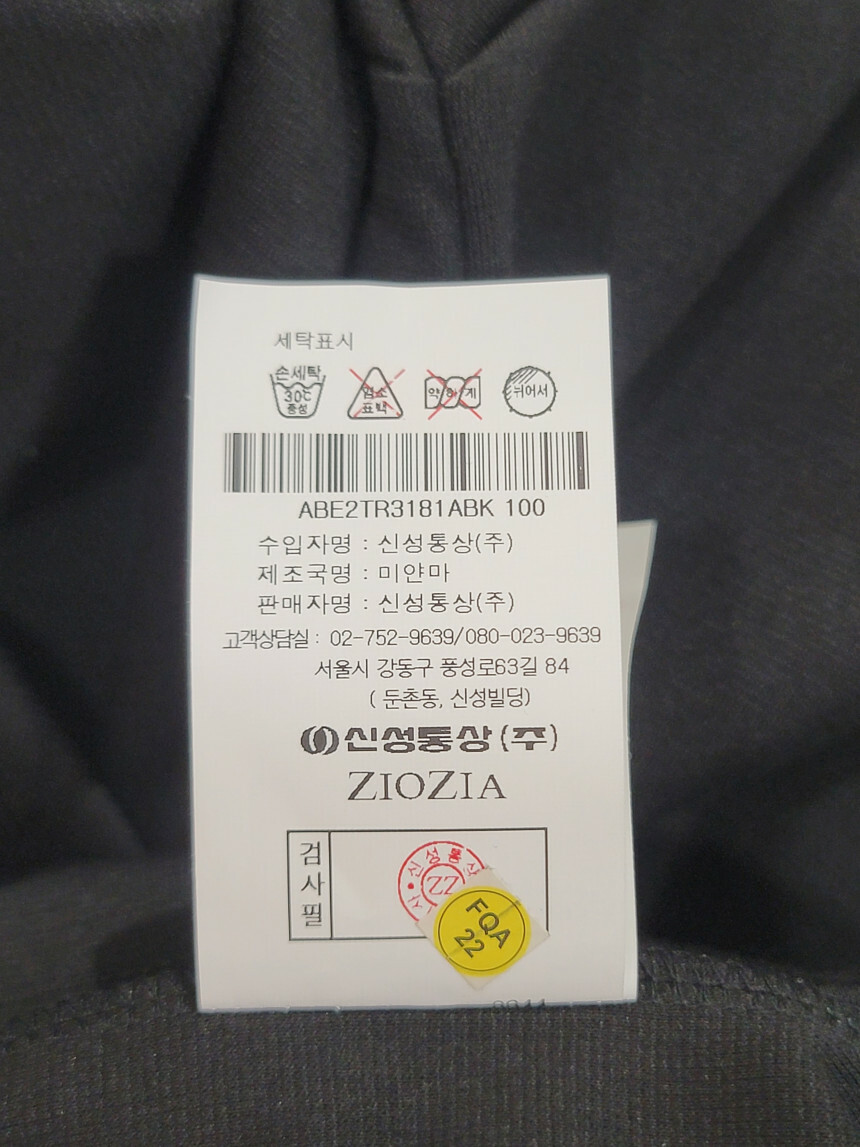 세탁표시
손세탁 30℃ 중성
염소 표백
약하게
뉘어서
ABE2TR3181ABK 100
수입자명 : 신성통상(주)
제조국명 : 미얀마
판매자명 : 신성통상(주)
고객상담실 : 02-752-9639/080-023-9639
서울시 강동구 풍성로63길 84
( 둔촌동, 신성빌딩)
신성통상(주)
ZIOZIA
검사필
신성통상
ZZ
FQA
22